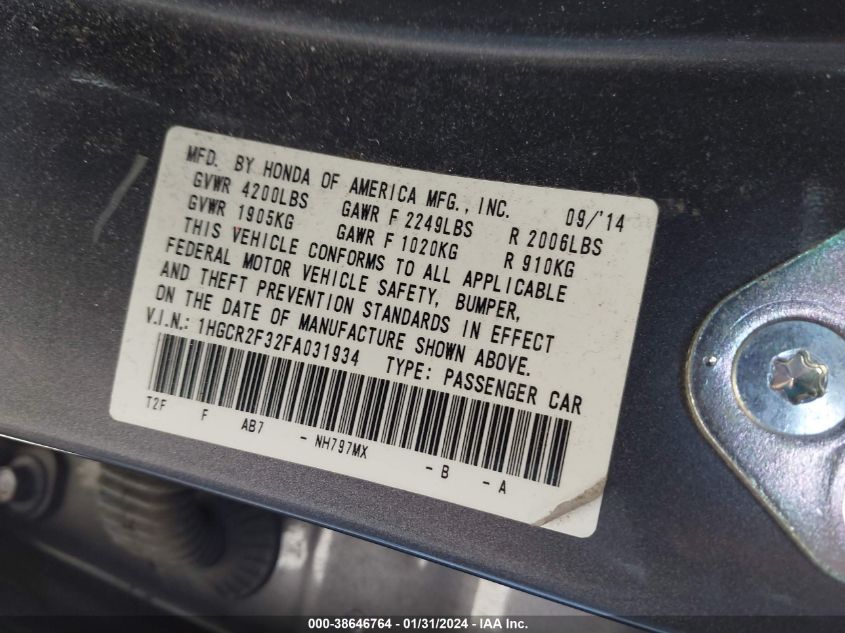 MFD. BY HONDA OF AMERICA MFG., INC. 09/'14
GVWR 4200LBS GAWR F 2249LBS R 2006LBS
GVWR 1905KG GAWR F 1020KG R 910KG
THIS VEHICLE CONFORMS TO ALL APPLICABLE
FEDERAL MOTOR VEHICLE SAFETY, BUMPER,
AND THEFT PREVENTION STANDARDS IN EFFECT
ON THE DATE OF MANUFACTURE SHOWN ABOVE.
V.I.N.: 1HGCR2F32FA031934 TYPE: PASSENGER CAR
T2F F AB7 - NH797MX - B - A
000-38646764 - 01/31/2024 - IAA Inc.